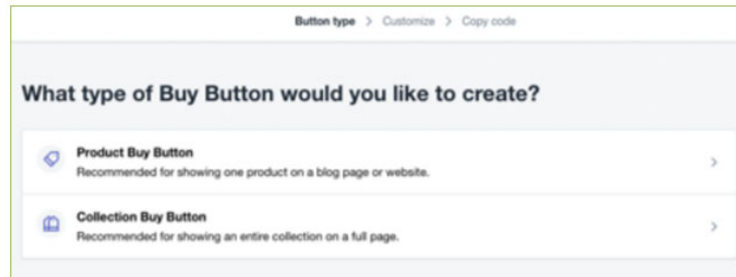 Button type > Customize > Copy code
What type of Buy Button would you like to create?
Product Buy Button
Recommended for showing one product on a blog page or website.
Collection Buy Button
Recommended for showing an entire collection on a full page.